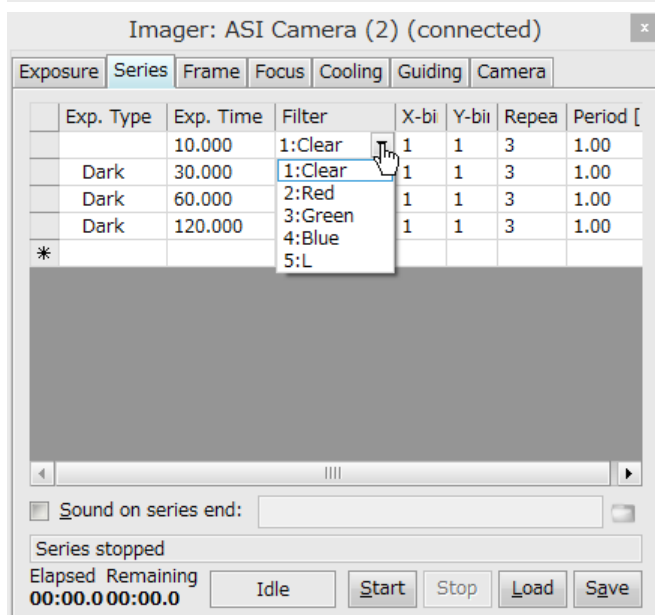 Imager: ASI Camera (2) (connected)
x
Exposure Series Frame Focus Cooling Guiding Camera
Exp. Type Exp. Time Filter X-bi Y-bi Repea Period [
10.000 1:Clear 1 1 3 1.00
Dark 30.000 1:Clear 1 1 3 1.00
2:Red
Dark 60.000 1 1 3 1.00
3:Green
Dark 120.000 1 1 3 1.00
4:Blue
* 5:L
Sound on series end:
Series stopped
Elapsed Remaining
00:00.0 00:00.0 Idle Start Stop Load Save